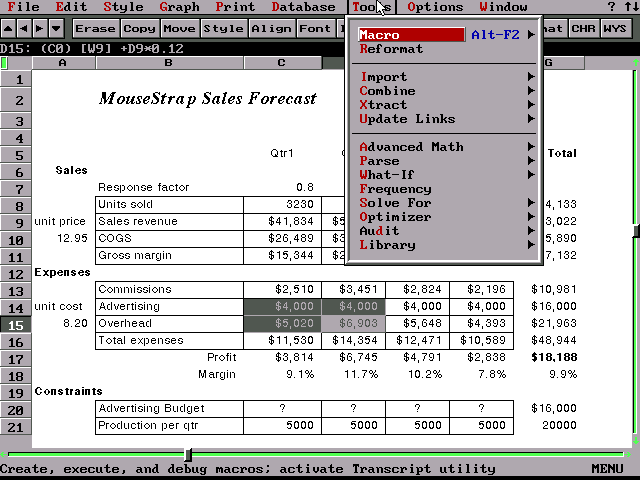 File Edit Style Graph Print Database Tools Options Window ? ↑↓
▲ ◄ ► ▼ Erase Copy Move Style Align Font mat CHR WYS
D15: (C0) [W9] +D9*0.12
Macro Alt-F2 ►
Reformat
Import ►
Combine ►
Xtract ►
Update Links ►
Advanced Math ►
Parse ►
What-If ►
Frequency
Solve For ►
Optimizer ►
Audit ►
Library ►
A B C G
1
2 MouseStrap Sales Forecast
3
4
5 Qtr1 Total
6 Sales
7 Response factor 0.8
8 Units sold 3230 4,133
9 unit price Sales revenue $41,834 3,022
10 12.95 COGS $26,489 5,890
11 Gross margin $15,344 7,132
12 Expenses
13 Commissions $2,510 $3,451 $2,824 $2,196 $10,981
14 unit cost Advertising $4,000 $4,000 $4,000 $4,000 $16,000
15 8.20 Overhead $5,020 $6,903 $5,648 $4,393 $21,963
16 Total expenses $11,530 $14,354 $12,471 $10,589 $48,944
17 Profit $3,814 $6,745 $4,791 $2,838 $18,188
18 Margin 9.1% 11.7% 10.2% 7.8% 9.9%
19 Constraints
20 Advertising Budget ? ? ? ? $16,000
21 Production per qtr 5000 5000 5000 5000 20000
Create, execute, and debug macros; activate Transcript utility MENU